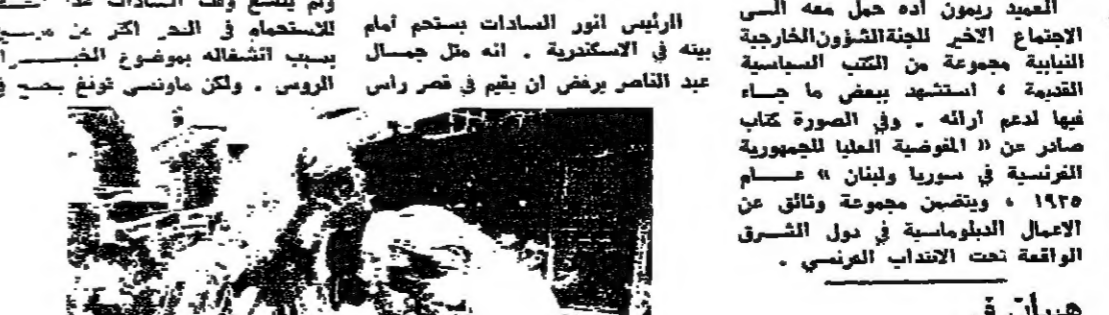 العميد ريمون اده حمل معه الى
الاجتماع الاخير للجنة الشؤون الخارجية
النيابية مجموعة من الكتب السياسية
القديمة ، استشهد ببعض ما جاء
فيها لدعم آرائه . وفي الصورة كتاب
صادر عن « المفوضية العليا للجمهورية
الفرنسية في سوريا ولبنان » عام
١٩٢٥ ، ويتضمن مجموعة وثائق عن
الاعمال الدبلوماسية في دول الشرق
الواقعة تحت الانتداب الفرنسي .
في
الرئيس انور السادات يستحم امام
بيته في الاسكندرية . انه مثل جمال
عبد الناصر يرفض ان يقيم في قصر راس
ولم يتسع وقت السادات
للاستحمام في البحر اكثر من
بسبب انشغاله بموضوع
الروس . ولكن ماوتسي تونغ يصح